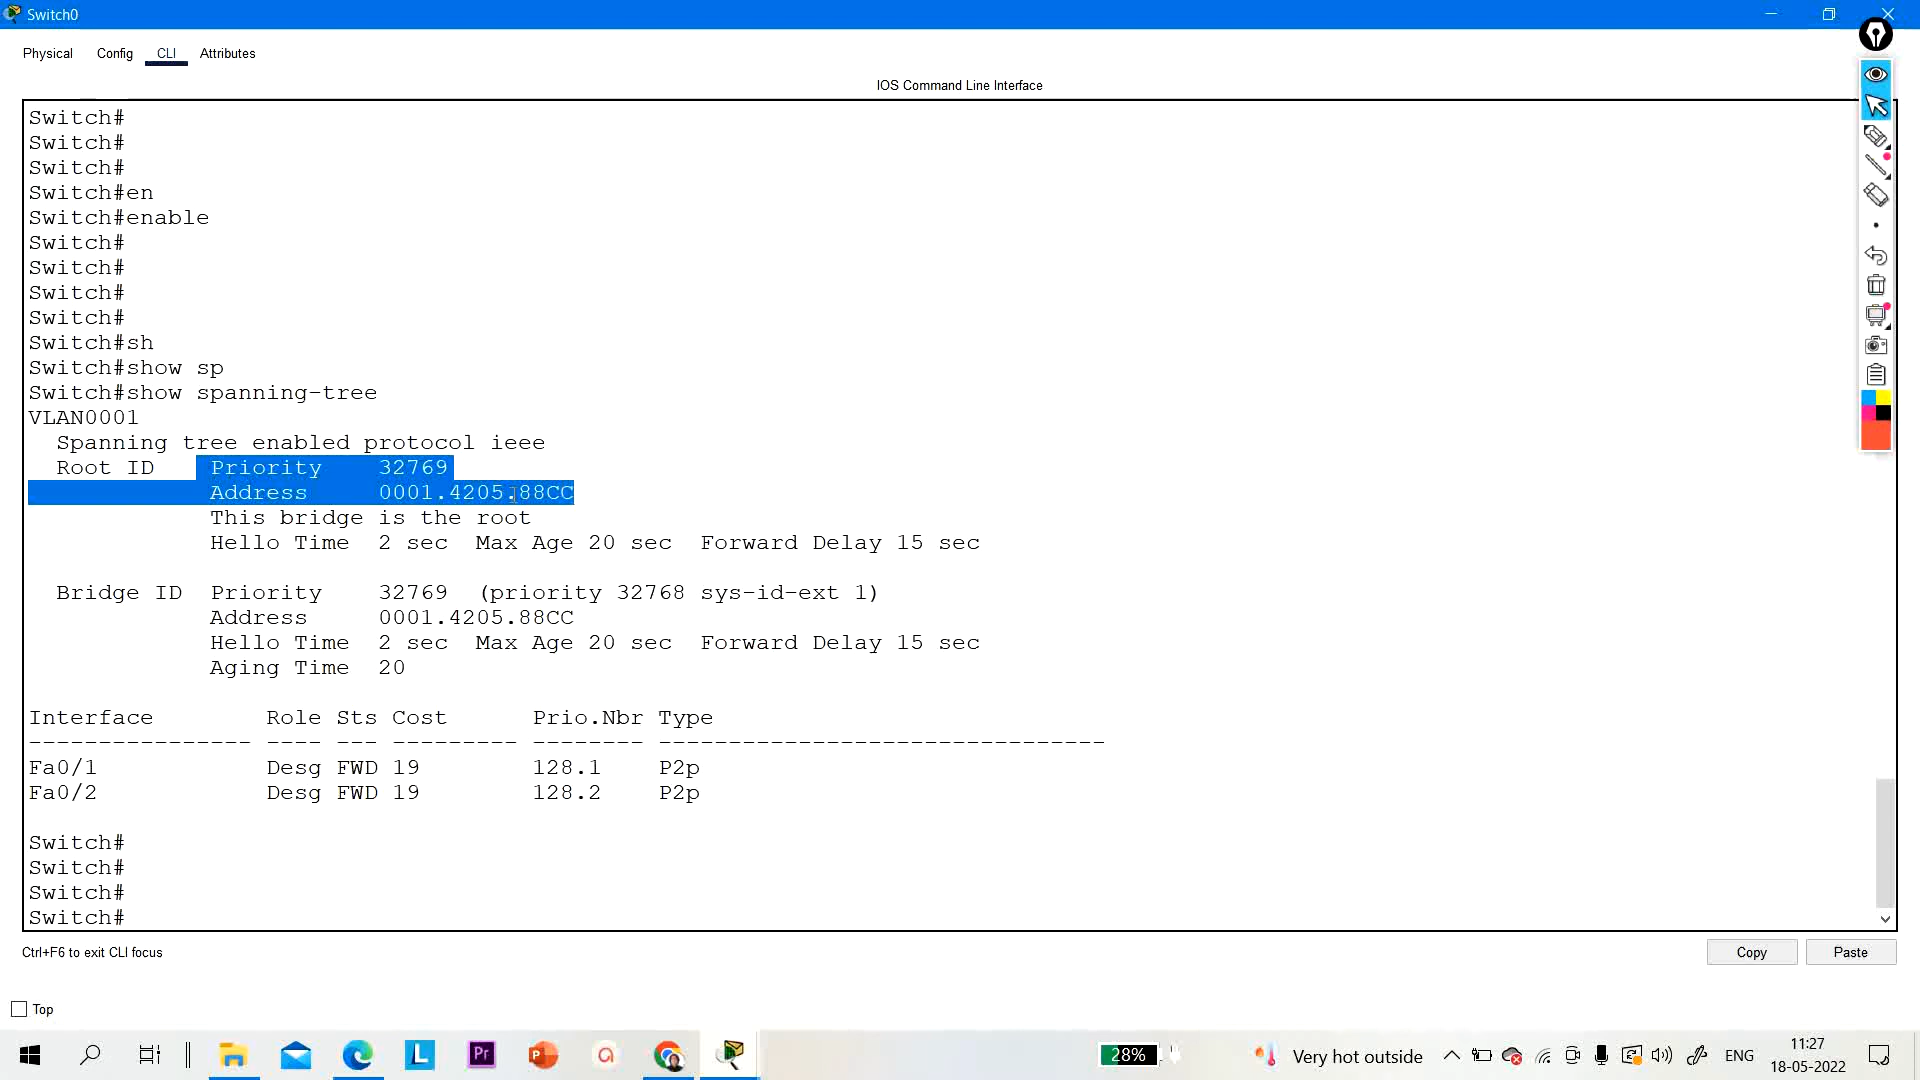 Switch0
Physical Config CLI Attributes
IOS Command Line Interface
Switch#
Switch#
Switch#
Switch#en
Switch#enable
Switch#
Switch#
Switch#
Switch#
Switch#sh
Switch#show sp
Switch#show spanning-tree
VLAN0001
Spanning tree enabled protocol ieee
Root ID Priority 32769
Address 0001.4205.88CC
This bridge is the root
Hello Time 2 sec Max Age 20 sec Forward Delay 15 sec
Bridge ID Priority 32769 (priority 32768 sys-id-ext 1)
Address 0001.4205.88CC
Hello Time 2 sec Max Age 20 sec Forward Delay 15 sec
Aging Time 20
Interface Role Sts Cost Prio.Nbr Type
---------------- ---- --- --------- -------- --------------------------------
Fa0/1 Desg FWD 19 128.1 P2p
Fa0/2 Desg FWD 19 128.2 P2p
Switch#
Switch#
Switch#
Switch#
Ctrl+F6 to exit CLI focus
Copy Paste
Top
L Pr P a 28% Very hot outside ENG 11:27
18-05-2022